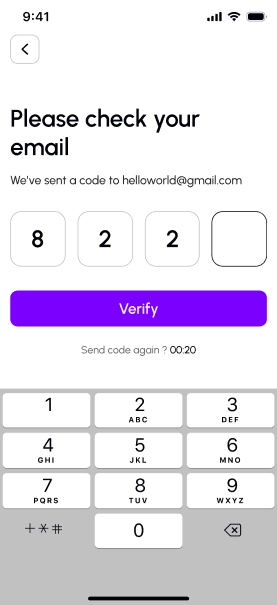 9:41
Please check your
email
We've sent a code to helloworld@gmail.com
8 2 2
Verify
Send code again ? 00:20
1 2 3
ABC DEF
4 5 6
GHI JKL MNO
7 8 9
PQRS TUV WXYZ
+*# 0